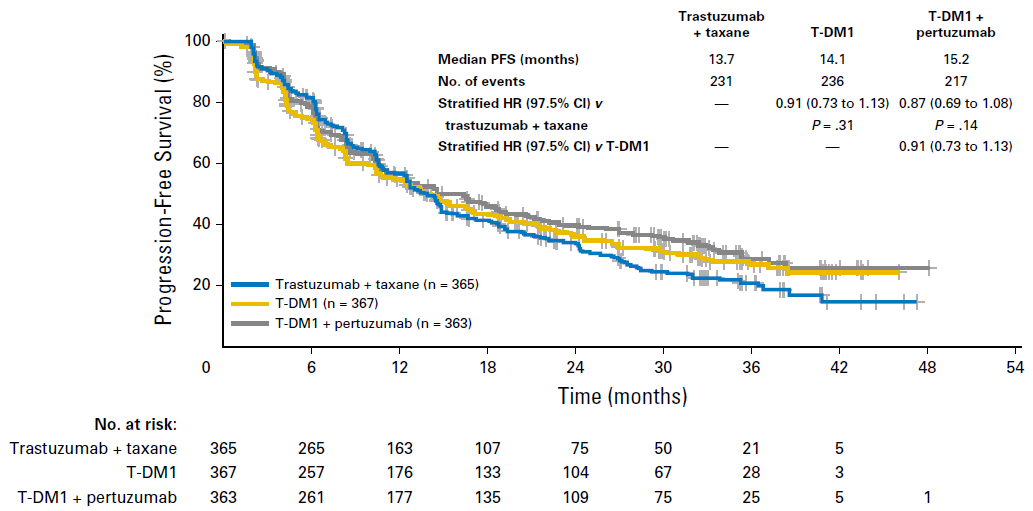 Trastuzumab + taxane T-DM1 T-DM1 + pertuzumab
Median PFS (months) 13.7 14.1 15.2
No. of events 231 236 217
Stratified HR (97.5% CI) v — 0.91 (0.73 to 1.13) 0.87 (0.69 to 1.08)
trastuzumab + taxane P = .31 P = .14
Stratified HR (97.5% CI) v T-DM1 — — 0.91 (0.73 to 1.13)
Progression-Free Survival (%)
100
80
60
40
20
Trastuzumab + taxane (n = 365)
T-DM1 (n = 367)
T-DM1 + pertuzumab (n = 363)
0 6 12 18 24 30 36 42 48 54
Time (months)
No. at risk:
Trastuzumab + taxane 365 265 163 107 75 50 21 5
T-DM1 367 257 176 133 104 67 28 3
T-DM1 + pertuzumab 363 261 177 135 109 75 25 5 1